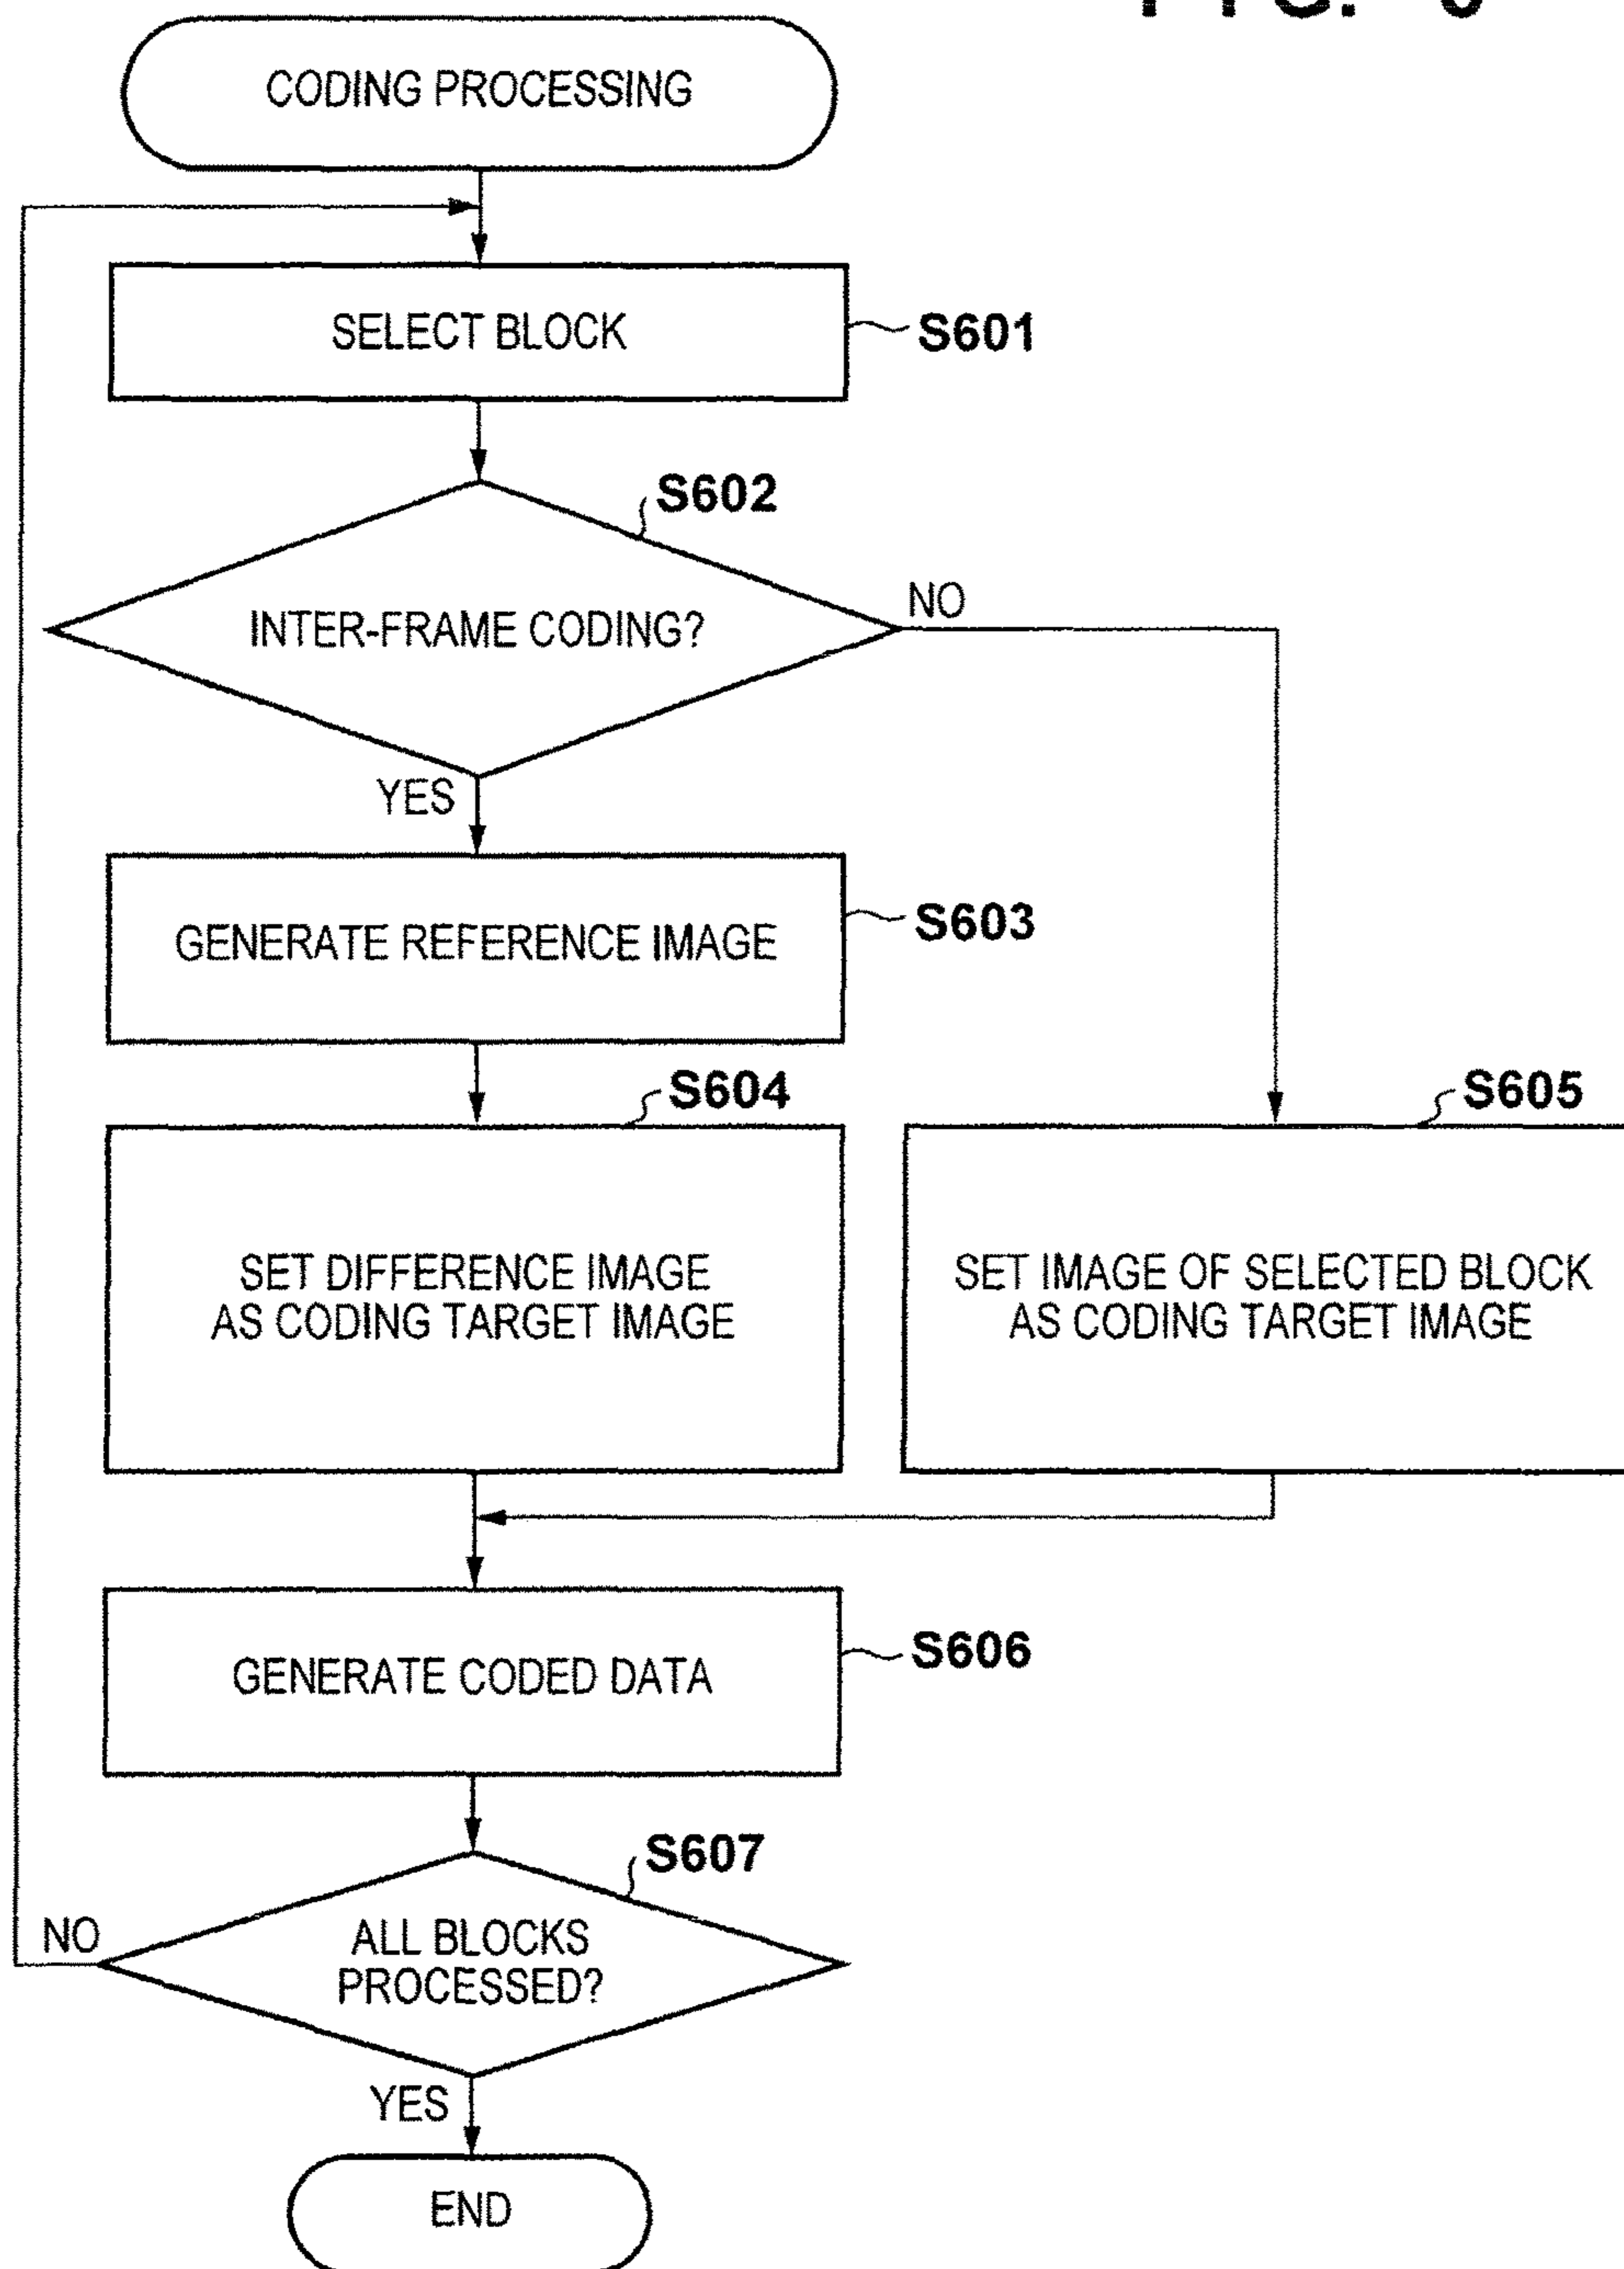 CODING PROCESSING
SELECT BLOCK
S601
S602
INTER-FRAME CODING?
NO
YES
GENERATE REFERENCE IMAGE
S603
S604
S605
SET DIFFERENCE IMAGE
AS CODING TARGET IMAGE
SET IMAGE OF SELECTED BLOCK
AS CODING TARGET IMAGE
GENERATE CODED DATA
S606
S607
NO
ALL BLOCKS
PROCESSED?
YES
END